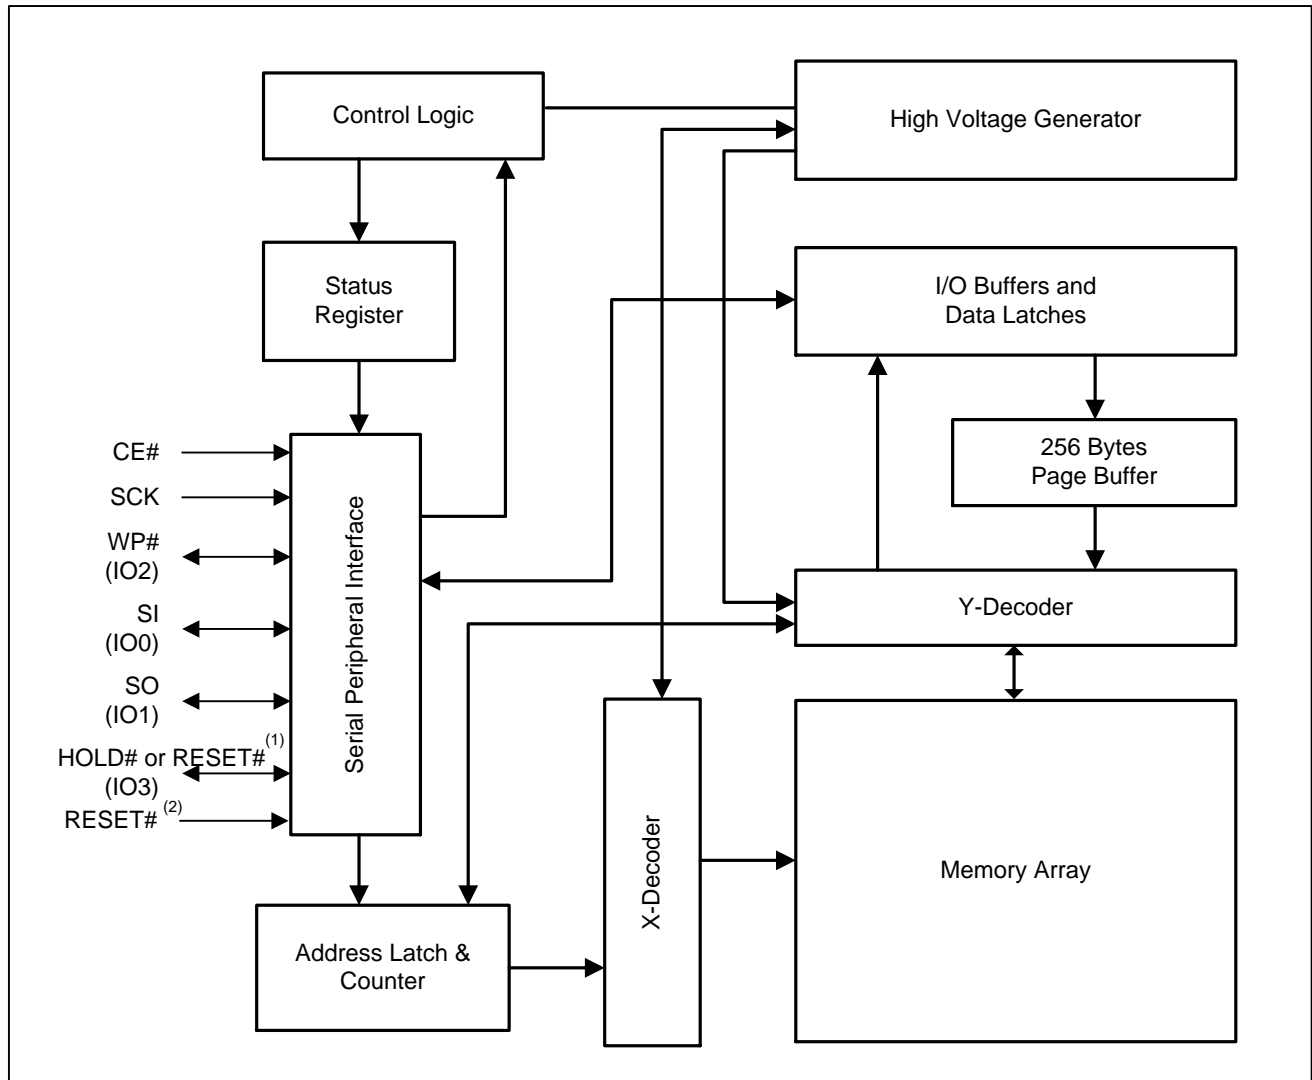 Control Logic
High Voltage Generator
Status
Register
I/O Buffers and
Data Latches
256 Bytes
Page Buffer
Y-Decoder
CE#
SCK
WP#
(IO2)
SI
(IO0)
SO
(IO1)
HOLD# or RESET#(1)
(IO3)
RESET#(2)
Serial Peripheral Interface
Address Latch &
Counter
X-Decoder
Memory Array